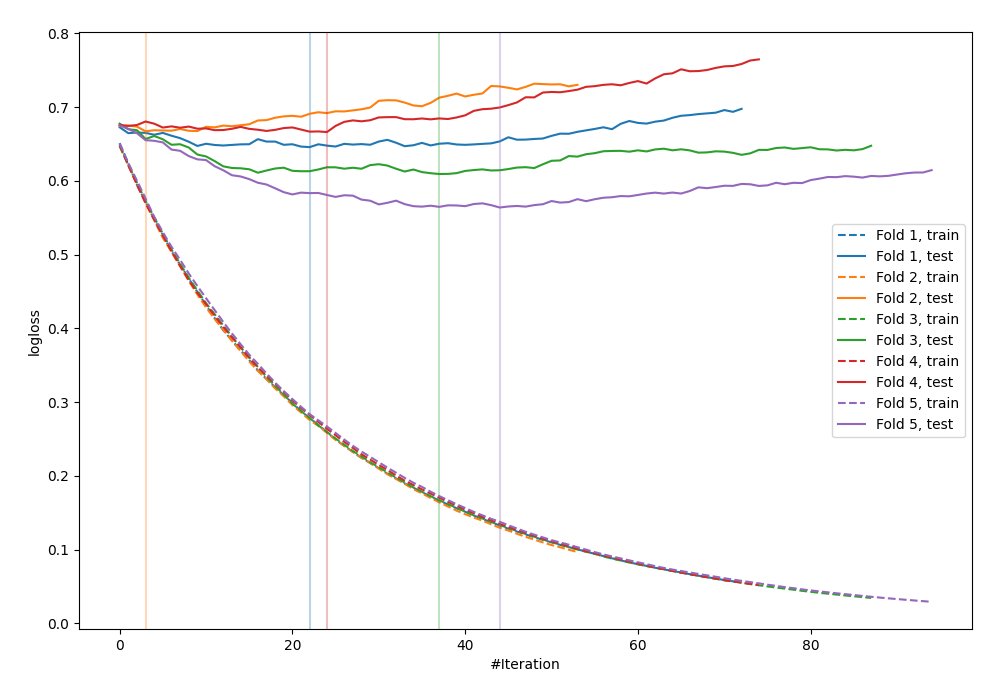 0.8
0.7
0.6
0.5
0.4
0.3
0.2
0.1
0.0
logloss
0
20
40
60
80
#Iteration
Fold 1, train
Fold 1, test
Fold 2, train
Fold 2, test
Fold 3, train
Fold 3, test
Fold 4, train
Fold 4, test
Fold 5, train
Fold 5, test